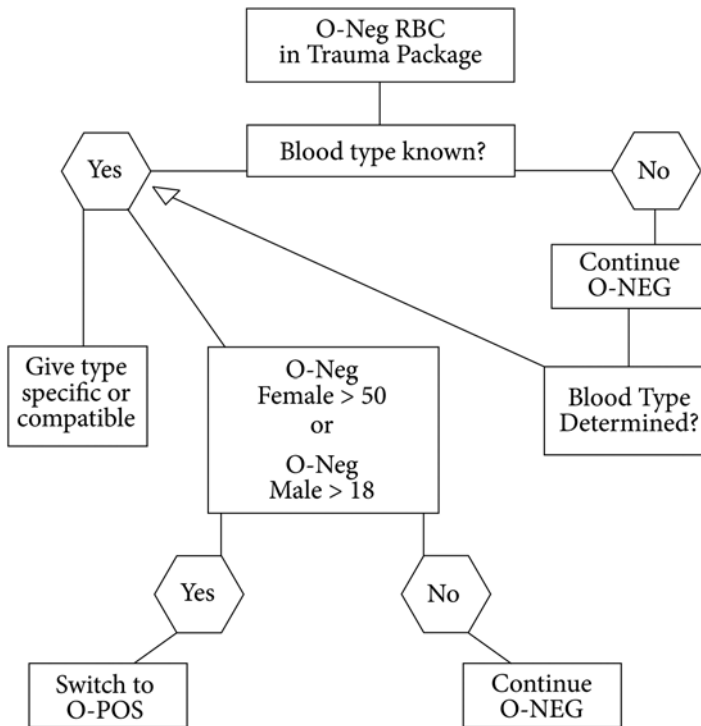 O-Neg RBC
in Trauma Package
Blood type known?
Yes
No
Continue
O-NEG
Give type
specific or
compatible
O-Neg
Female > 50
or
O-Neg
Male > 18
Blood Type
Determined?
Yes
No
Switch to
O-POS
Continue
O-NEG